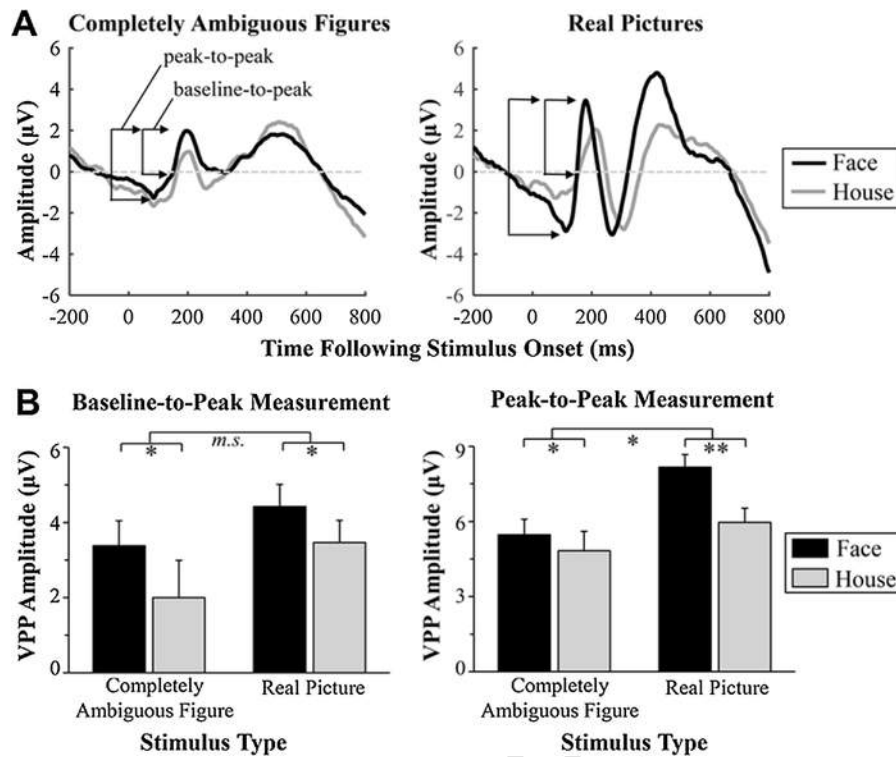 A
Completely Ambiguous Figures
Real Pictures
peak-to-peak
baseline-to-peak
Amplitude (μV)
6
4
2
0
-2
-4
-6
-200 0 200 400 600 800
Amplitude (μV)
6
4
2
0
-2
-4
-6
-200 0 200 400 600 800
Face
House
Time Following Stimulus Onset (ms)
B
Baseline-to-Peak Measurement
VPP Amplitude (μV)
6
4
2
0
m.s.
* *
Completely
Ambiguous Figure
Real Picture
Stimulus Type
Peak-to-Peak Measurement
VPP Amplitude (μV)
9
6
3
0
* * **
Completely
Ambiguous Figure
Real Picture
Stimulus Type
Face
House